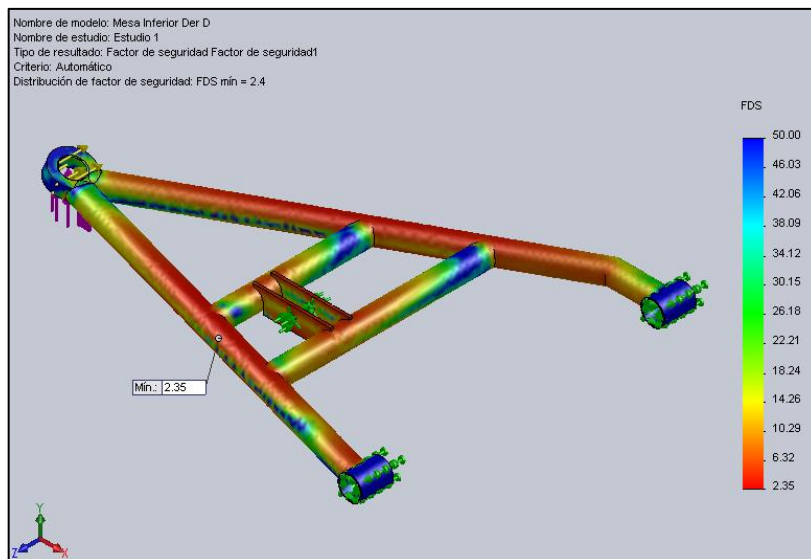 Nombre de modelo: Mesa Inferior Der D
Nombre de estudio: Estudio 1
Tipo de resultado: Factor de seguridad Factor de seguridad1
Criterio: Automático
Distribución de factor de seguridad: FDS mín = 2.4
FDS
50.00
46.03
42.06
38.09
34.12
30.15
26.18
22.21
18.24
14.26
10.29
6.32
2.35
Mín.: 2.35
Y
Z
X